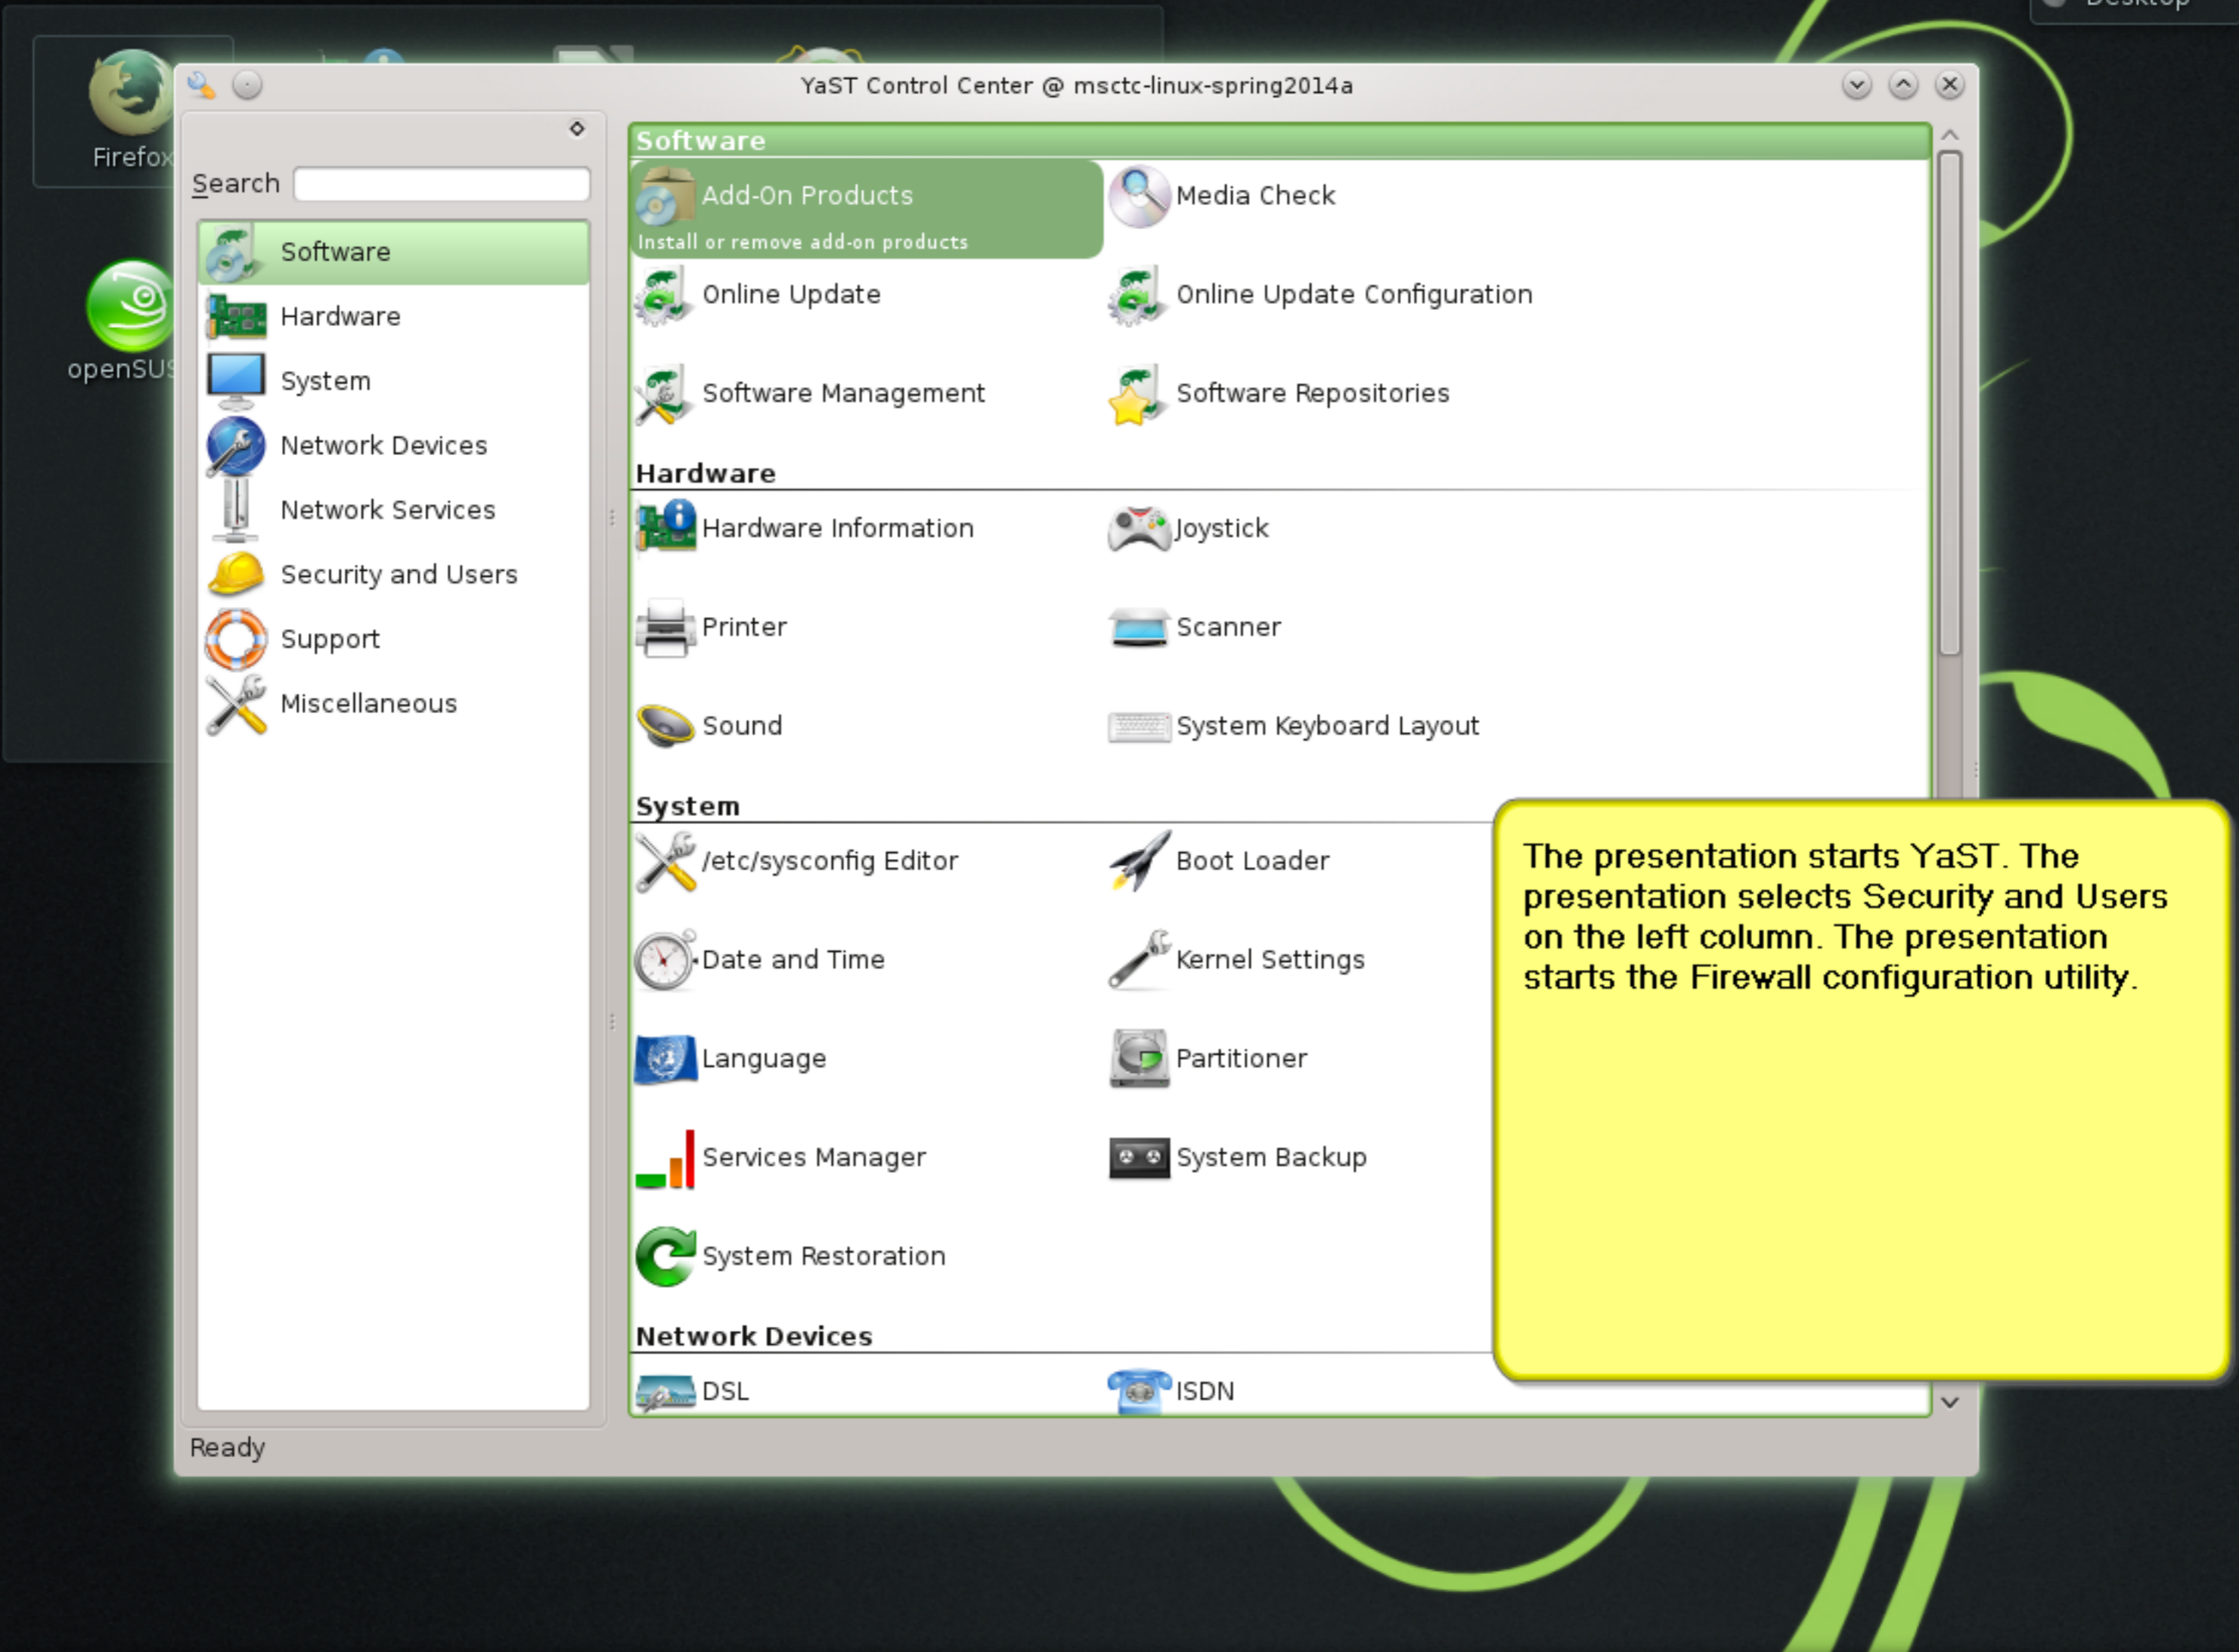 Desktop
Firefox
openSUS
YaST Control Center @ msctc-linux-spring2014a
Search
Software
Hardware
System
Network Devices
Network Services
Security and Users
Support
Miscellaneous
Software
Add-On Products
Install or remove add-on products
Media Check
Online Update
Online Update Configuration
Software Management
Software Repositories
Hardware
Hardware Information
Joystick
Printer
Scanner
Sound
System Keyboard Layout
System
/etc/sysconfig Editor
Boot Loader
Date and Time
Kernel Settings
Language
Partitioner
Services Manager
System Backup
System Restoration
Network Devices
DSL
ISDN
The presentation starts YaST. The
presentation selects Security and Users
on the left column. The presentation
starts the Firewall configuration utility.
Ready